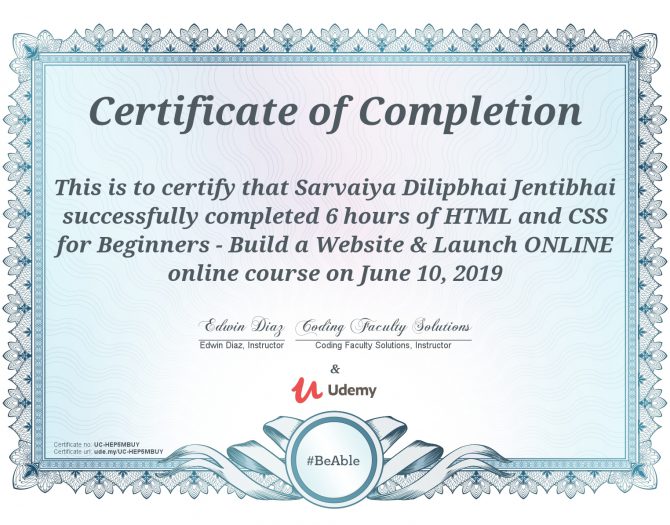 Certificate of Completion
This is to certify that Sarvaiya Dilipbhai Jentibhai
successfully completed 6 hours of HTML and CSS
for Beginners - Build a Website & Launch ONLINE
online course on June 10, 2019
Edwin Diaz Coding Faculty Solutions
Edwin Diaz, Instructor Coding Faculty Solutions, Instructor
&
Udemy
Certificate no: UC-HEP5MBUY
Certificate url: ude.my/UC-HEP5MBUY
#BeAble